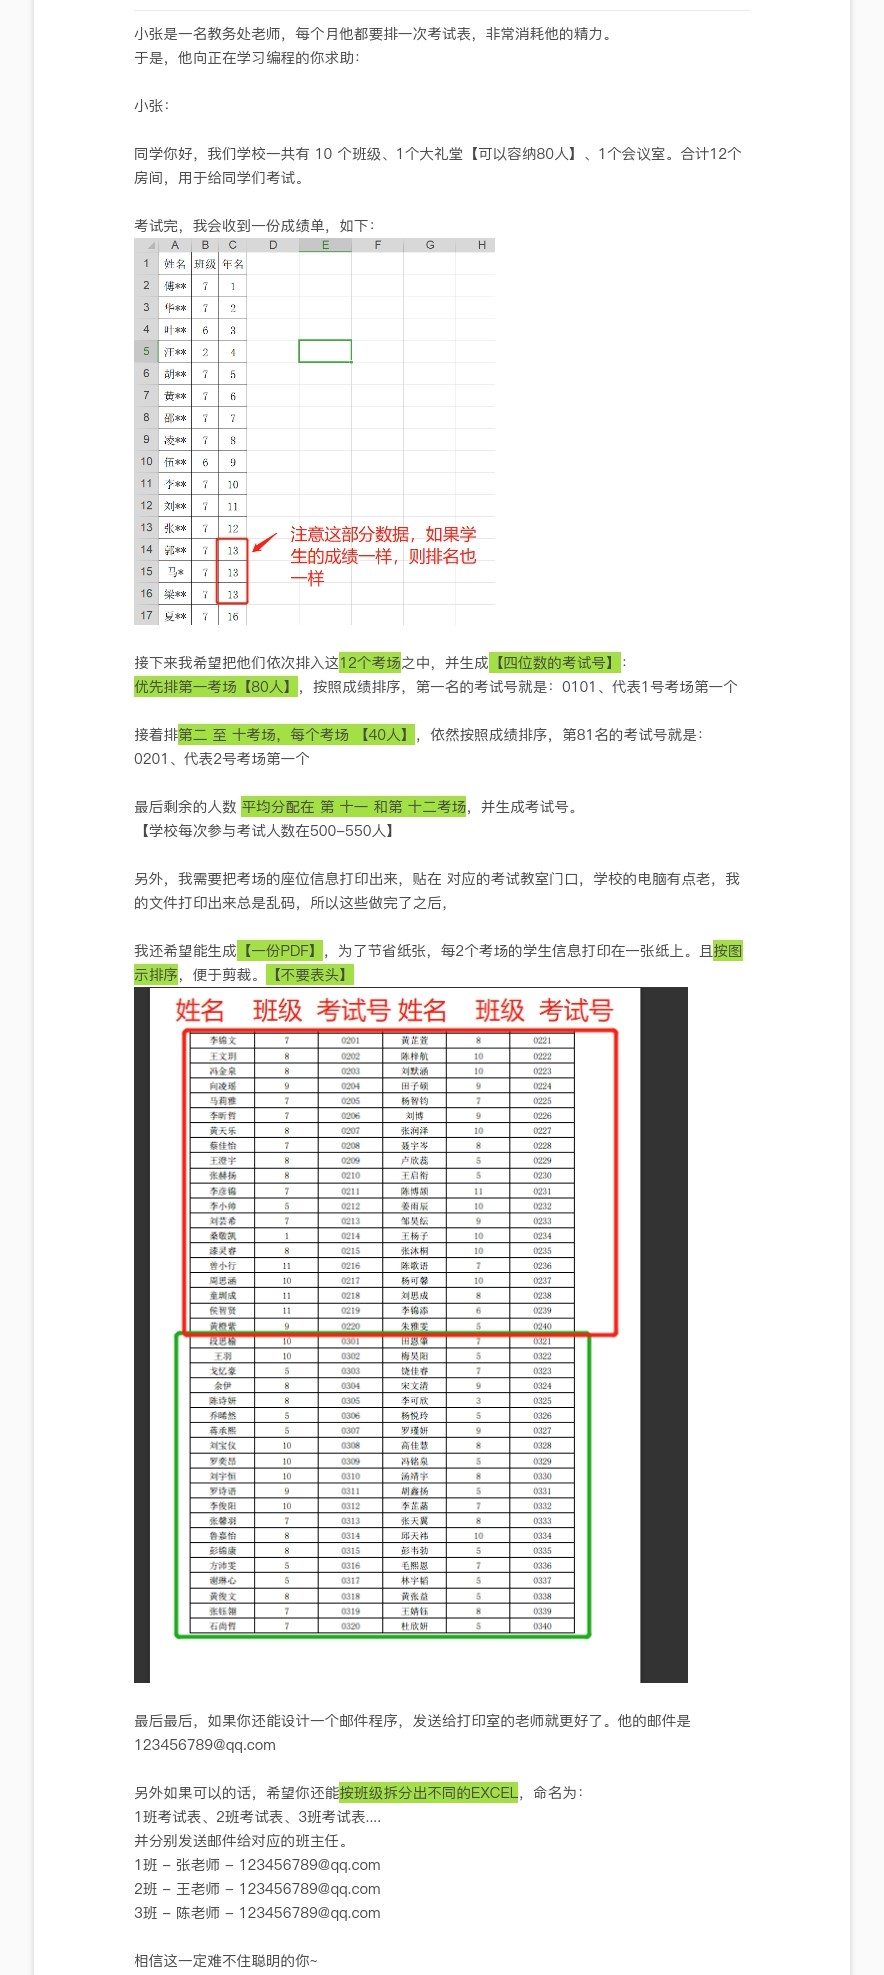 小张是一名教务处老师，每个月他都要排一次考试表，非常消耗他的精力。
于是，他向正在学习编程的你求助：
小张：
同学你好，我们学校一共有 10 个班级、1个大礼堂【可以容纳80人】、1个会议室。合计12个
房间，用于给同学们考试。
考试完，我会收到一份成绩单，如下：
A B C D E F G H
1 姓名 班级 年名
2 傅** 7 1
3 华** 7 2
4 叶** 6 3
5 汗** 2 4
6 胡** 7 5
7 黄** 7 6
8 邵** 7 7
9 凌** 7 8
10 伍** 6 9
11 李** 7 10
12 刘** 7 11
13 张** 7 12
14 郭** 7 13
15 马* 7 13
16 梁** 7 13
17 夏** 7 16
注意这部分数据，如果学
生的成绩一样，则排名也
一样
接下来我希望把他们依次排入这12个考场之中，并生成【四位数的考试号】：
优先排第一考场【80人】，按照成绩排序，第一名的考试号就是：0101、代表1号考场第一个
接着排第二 至 十考场，每个考场 【40人】，依然按照成绩排序，第81名的考试号就是：
0201、代表2号考场第一个
最后剩余的人数 平均分配在 第 十一 和第 十二考场，并生成考试号。
【学校每次参与考试人数在500-550人】
另外，我需要把考场的座位信息打印出来，贴在 对应的考试教室门口，学校的电脑有点老，我
的文件打印出来总是乱码，所以这些做完了之后，
我还希望能生成【一份PDF】，为了节省纸张，每2个考场的学生信息打印在一张纸上。且按图
示排序，便于剪裁。【不要表头】
姓名 班级 考试号 姓名 班级 考试号
李锦文 7 0201 黄芷萱 8 0221
王文玥 8 0202 陈梓航 10 0222
冯金泉 8 0203 刘默涵 10 0223
向凌瑶 9 0204 田子硕 9 0224
马莉雅 7 0205 杨智钧 7 0225
李昕哲 7 0206 刘博 9 0226
黄天乐 8 0207 张润泽 10 0227
蔡佳怡 7 0208 聂宇岑 8 0228
王澄宇 8 0209 卢欣蕊 5 0229
张赫扬 8 0210 王启衔 5 0230
李彦锦 7 0211 陈博颉 11 0231
李小帅 5 0212 姜雨辰 10 0232
刘芸希 7 0213 邹昊纭 9 0233
桑敬凯 1 0214 王杨子 10 0234
漆灵睿 8 0215 张沐桐 10 0235
曾小行 11 0216 陈歌语 7 0236
周思涵 10 0217 杨可馨 10 0237
童圳成 11 0218 刘思成 8 0238
侯智贤 11 0219 李锦添 6 0239
黄橙紫 9 0220 朱雅雯 5 0240
段思榆 10 0301 田恩肇 7 0321
王羽 10 0302 梅昊阳 5 0322
戈忆豪 5 0303 饶佳睿 7 0323
余伊 8 0304 宋文清 9 0324
陈诗妍 8 0305 李可欣 3 0325
乔晞然 5 0306 杨悦玲 5 0326
蒋承熙 5 0307 罗瑾妍 9 0327
刘宝仪 10 0308 高佳慧 8 0328
罗奕昂 10 0309 冯铭泉 5 0329
刘宇恒 10 0310 汤靖宇 8 0330
罗诗语 9 0311 胡鑫扬 5 0331
李俊阳 10 0312 李芷菡 7 0332
张馨羽 7 0313 张天翼 8 0333
鲁嘉怡 8 0314 邱天祎 10 0334
彭锦康 8 0315 彭韦勃 5 0335
方沛雯 5 0316 毛熙恩 7 0336
谢琳心 5 0317 林宇韬 5 0337
黄俊文 8 0318 黄张益 5 0338
张钰翎 7 0319 王婧钰 8 0339
石尚哲 7 0320 杜欣妍 5 0340
最后最后，如果你还能设计一个邮件程序，发送给打印室的老师就更好了。他的邮件是
123456789@qq.com
另外如果可以的话，希望你还能按班级拆分出不同的EXCEL，命名为：
1班考试表、2班考试表、3班考试表....
并分别发送邮件给对应的班主任。
1班 - 张老师 - 123456789@qq.com
2班 - 王老师 - 123456789@qq.com
3班 - 陈老师 - 123456789@qq.com
相信这一定难不住聪明的你~